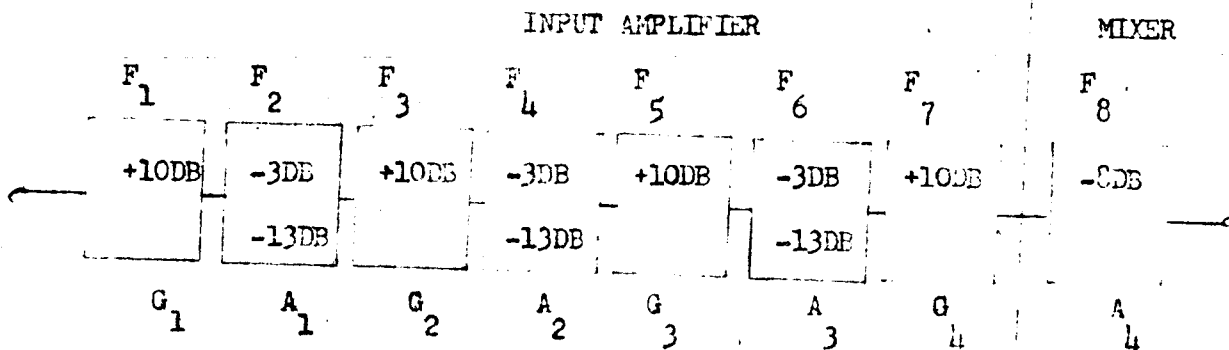 INPUT AMPLIFIER MIXER
F1 F2 F3 F4 F5 F6 F7 F8
+10DB -3DB +10DB -3DB +10DB -3DB +10DB -8DB
-13DB -13DB -13DB
G1 A1 G2 A2 G3 A3 G4 A4